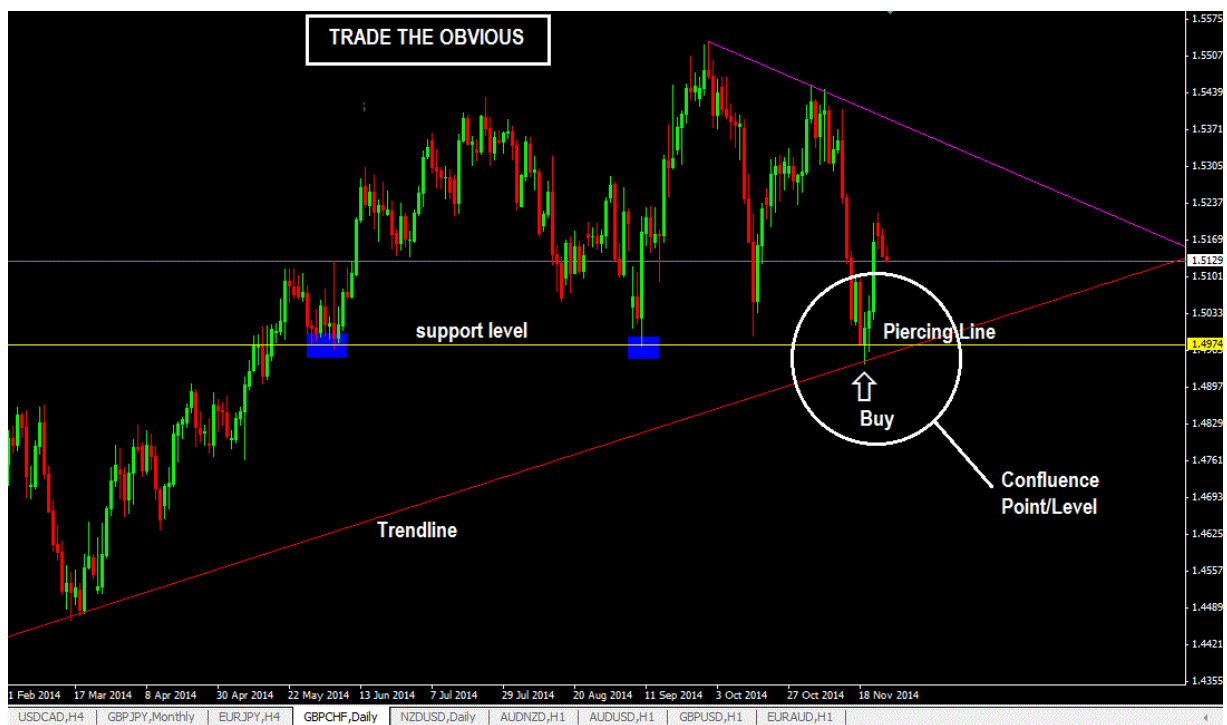 TRADE THE OBVIOUS
1.5575
1.5507
1.5439
1.5371
1.5305
1.5237
1.5169
1.5129
1.5101
1.5033
support level
Piercing Line
1.4974
1.4897
Buy
1.4829
1.4761
Confluence
Point/Level
1.4693
Trendline
1.4625
1.4557
1.4489
1.4421
1.4355
1 Feb 2014 17 Mar 2014 8 Apr 2014 30 Apr 2014 22 May 2014 13 Jun 2014 7 Jul 2014 29 Jul 2014 20 Aug 2014 11 Sep 2014 3 Oct 2014 27 Oct 2014 18 Nov 2014
USDCAD,H4 GBPJPY,Monthly EURJPY,H4 GBPCHF,Daily NZDUSD,Daily AUDNZD,H1 AUDUSD,H1 GBPUSD,H1 EURAUD,H1